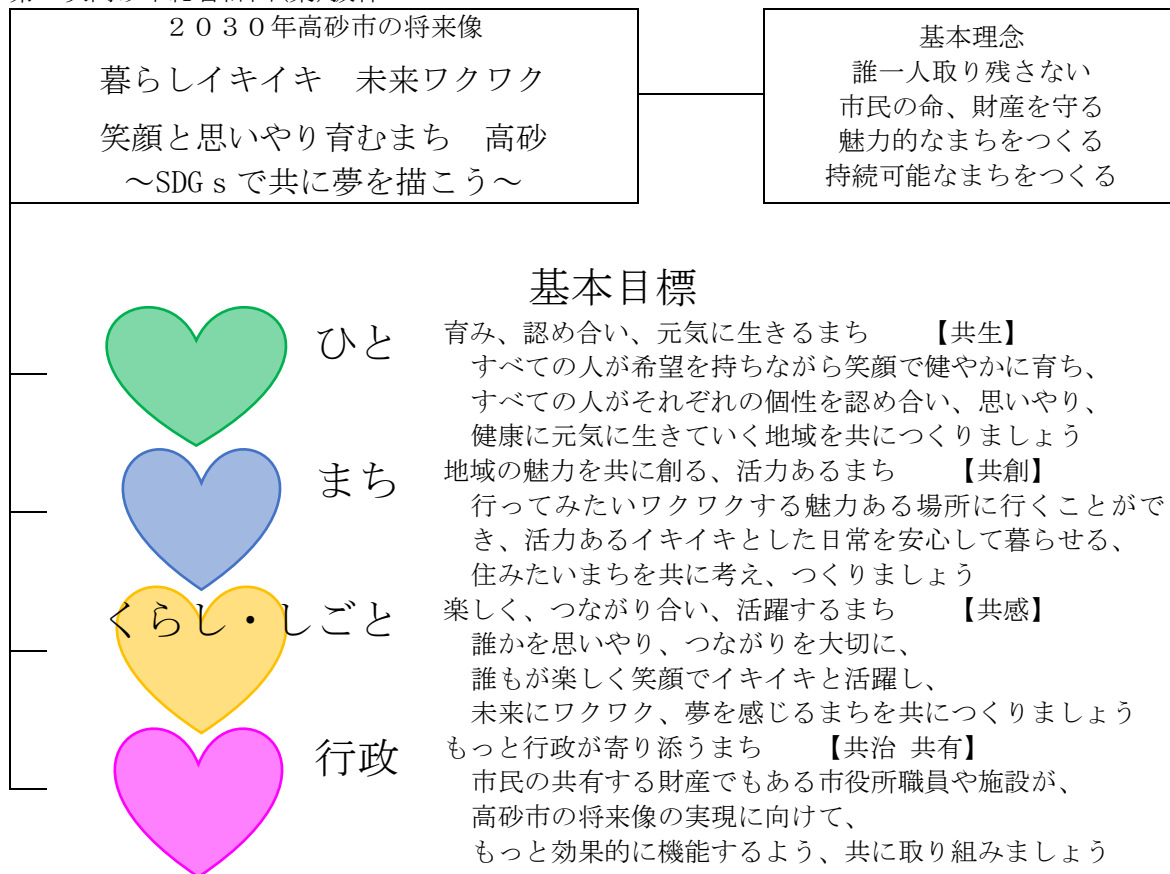 ２０３０年高砂市の将来像
暮らしイキイキ　未来ワクワク
笑顔と思いやり育むまち　高砂
～SDGｓで共に夢を描こう～
基本理念
誰一人取り残さない
市民の命、財産を守る
魅力的なまちをつくる
持続可能なまちをつくる
基本目標
ひと
育み、認め合い、元気に生きるまち　　【共生】
すべての人が希望を持ちながら笑顔で健やかに育ち、
すべての人がそれぞれの個性を認め合い、思いやり、
健康に元気に生きていく地域を共につくりましょう
まち
地域の魅力を共に創る、活力あるまち　　【共創】
行ってみたいワクワクする魅力ある場所に行くことがで
き、活力あるイキイキとした日常を安心して暮らせる、
住みたいまちを共に考え、つくりましょう
くらし・しごと
楽しく、つながり合い、活躍するまち　　【共感】
誰かを思いやり、つながりを大切に、
誰もが楽しく笑顔でイキイキと活躍し、
未来にワクワク、夢を感じるまちを共につくりましょう
行政
もっと行政が寄り添うまち　　【共治 共有】
市民の共有する財産でもある市役所職員や施設が、
高砂市の将来像の実現に向けて、
もっと効果的に機能するよう、共に取り組みましょう